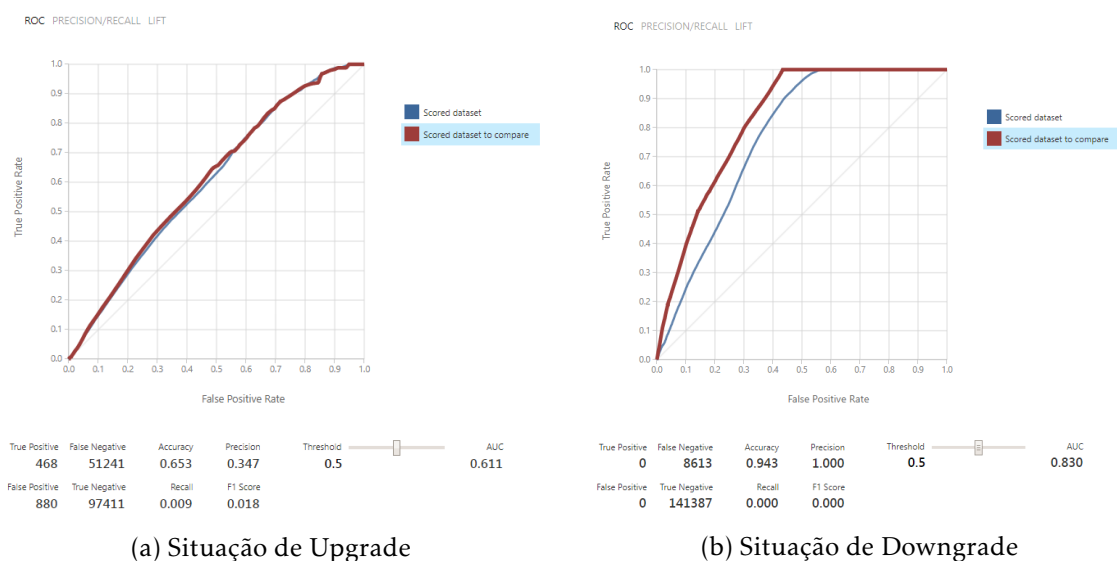 ROC PRECISION/RECALL LIFT
1.0
0.9
0.8
0.7
0.6
0.5
0.4
0.3
0.2
0.1
0.0
True Positive Rate
0.0 0.1 0.2 0.3 0.4 0.5 0.6 0.7 0.8 0.9 1.0
False Positive Rate
Scored dataset
Scored dataset to compare
True Positive False Negative Accuracy Precision Threshold AUC
468 51241 0.653 0.347 0.5 0.611
False Positive True Negative Recall F1 Score
880 97411 0.009 0.018
(a) Situação de Upgrade
ROC PRECISION/RECALL LIFT
1.0
0.9
0.8
0.7
0.6
0.5
0.4
0.3
0.2
0.1
0.0
True Positive Rate
0.0 0.1 0.2 0.3 0.4 0.5 0.6 0.7 0.8 0.9 1.0
False Positive Rate
Scored dataset
Scored dataset to compare
True Positive False Negative Accuracy Precision Threshold AUC
0 8613 0.943 1.000 0.5 0.830
False Positive True Negative Recall F1 Score
0 141387 0.000 0.000
(b) Situação de Downgrade